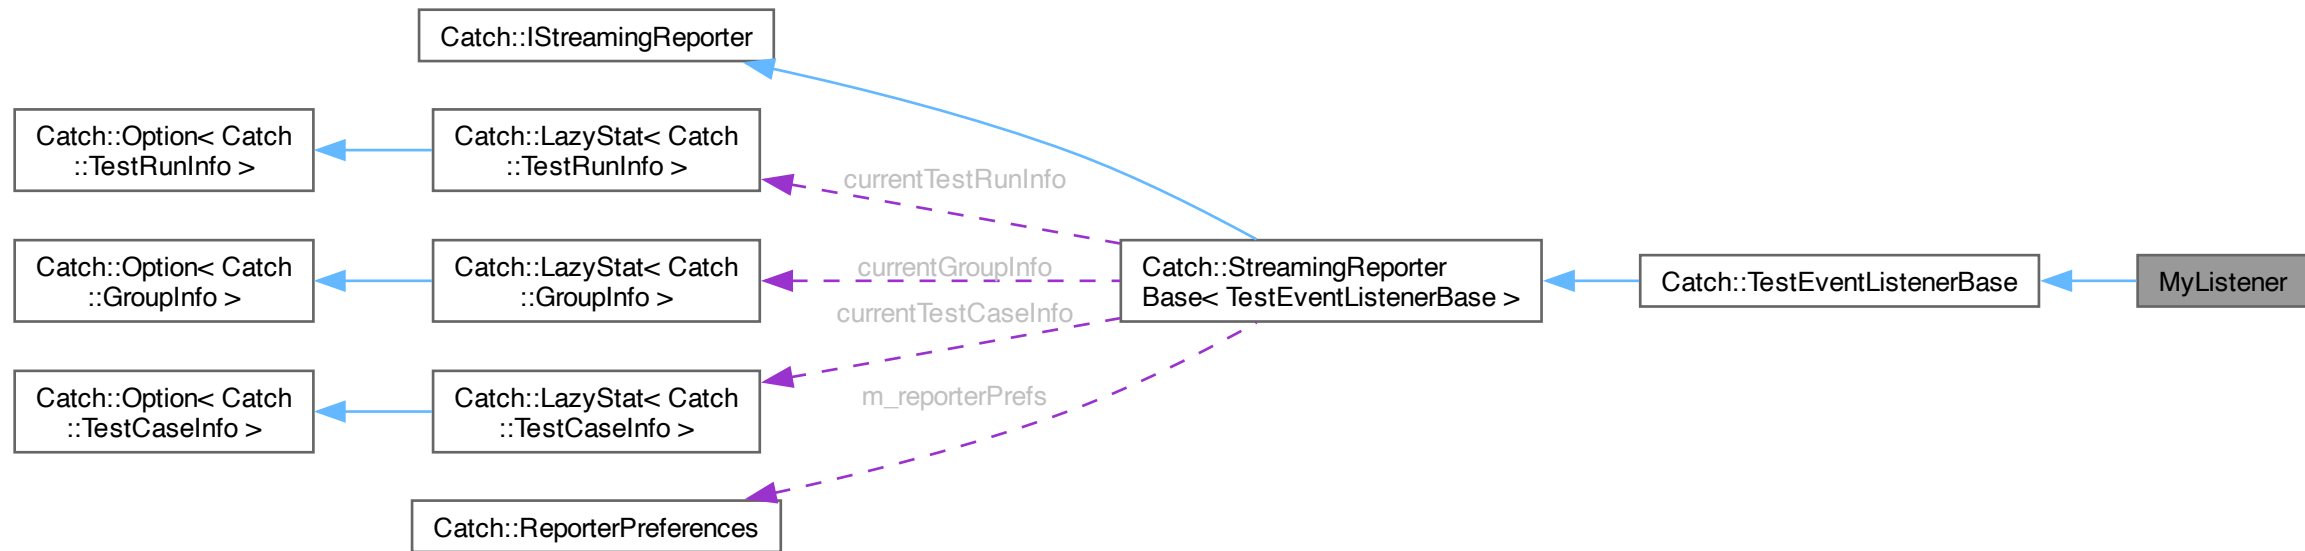 Catch::IStreamingReporter
Catch::Option< Catch
::TestRunInfo >
Catch::LazyStat< Catch
::TestRunInfo >
currentTestRunInfo
Catch::Option< Catch
::GroupInfo >
Catch::LazyStat< Catch
::GroupInfo >
currentGroupInfo
Catch::StreamingReporter
Base< TestEventListenerBase >
Catch::TestEventListenerBase
MyListener
currentTestCaseInfo
Catch::Option< Catch
::TestCaseInfo >
Catch::LazyStat< Catch
::TestCaseInfo >
m_reporterPrefs
Catch::ReporterPreferences